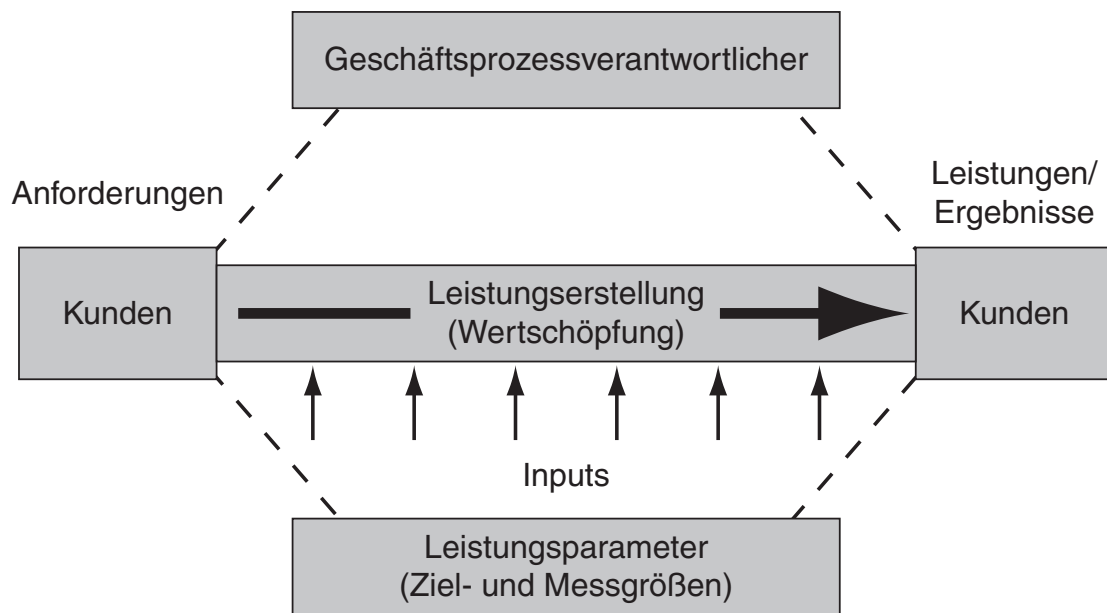 Geschäftsprozessverantwortlicher
Anforderungen
Leistungen/
Ergebnisse
Kunden
Leistungserstellung
(Wertschöpfung)
Kunden
Inputs
Leistungsparameter
(Ziel- und Messgrößen)